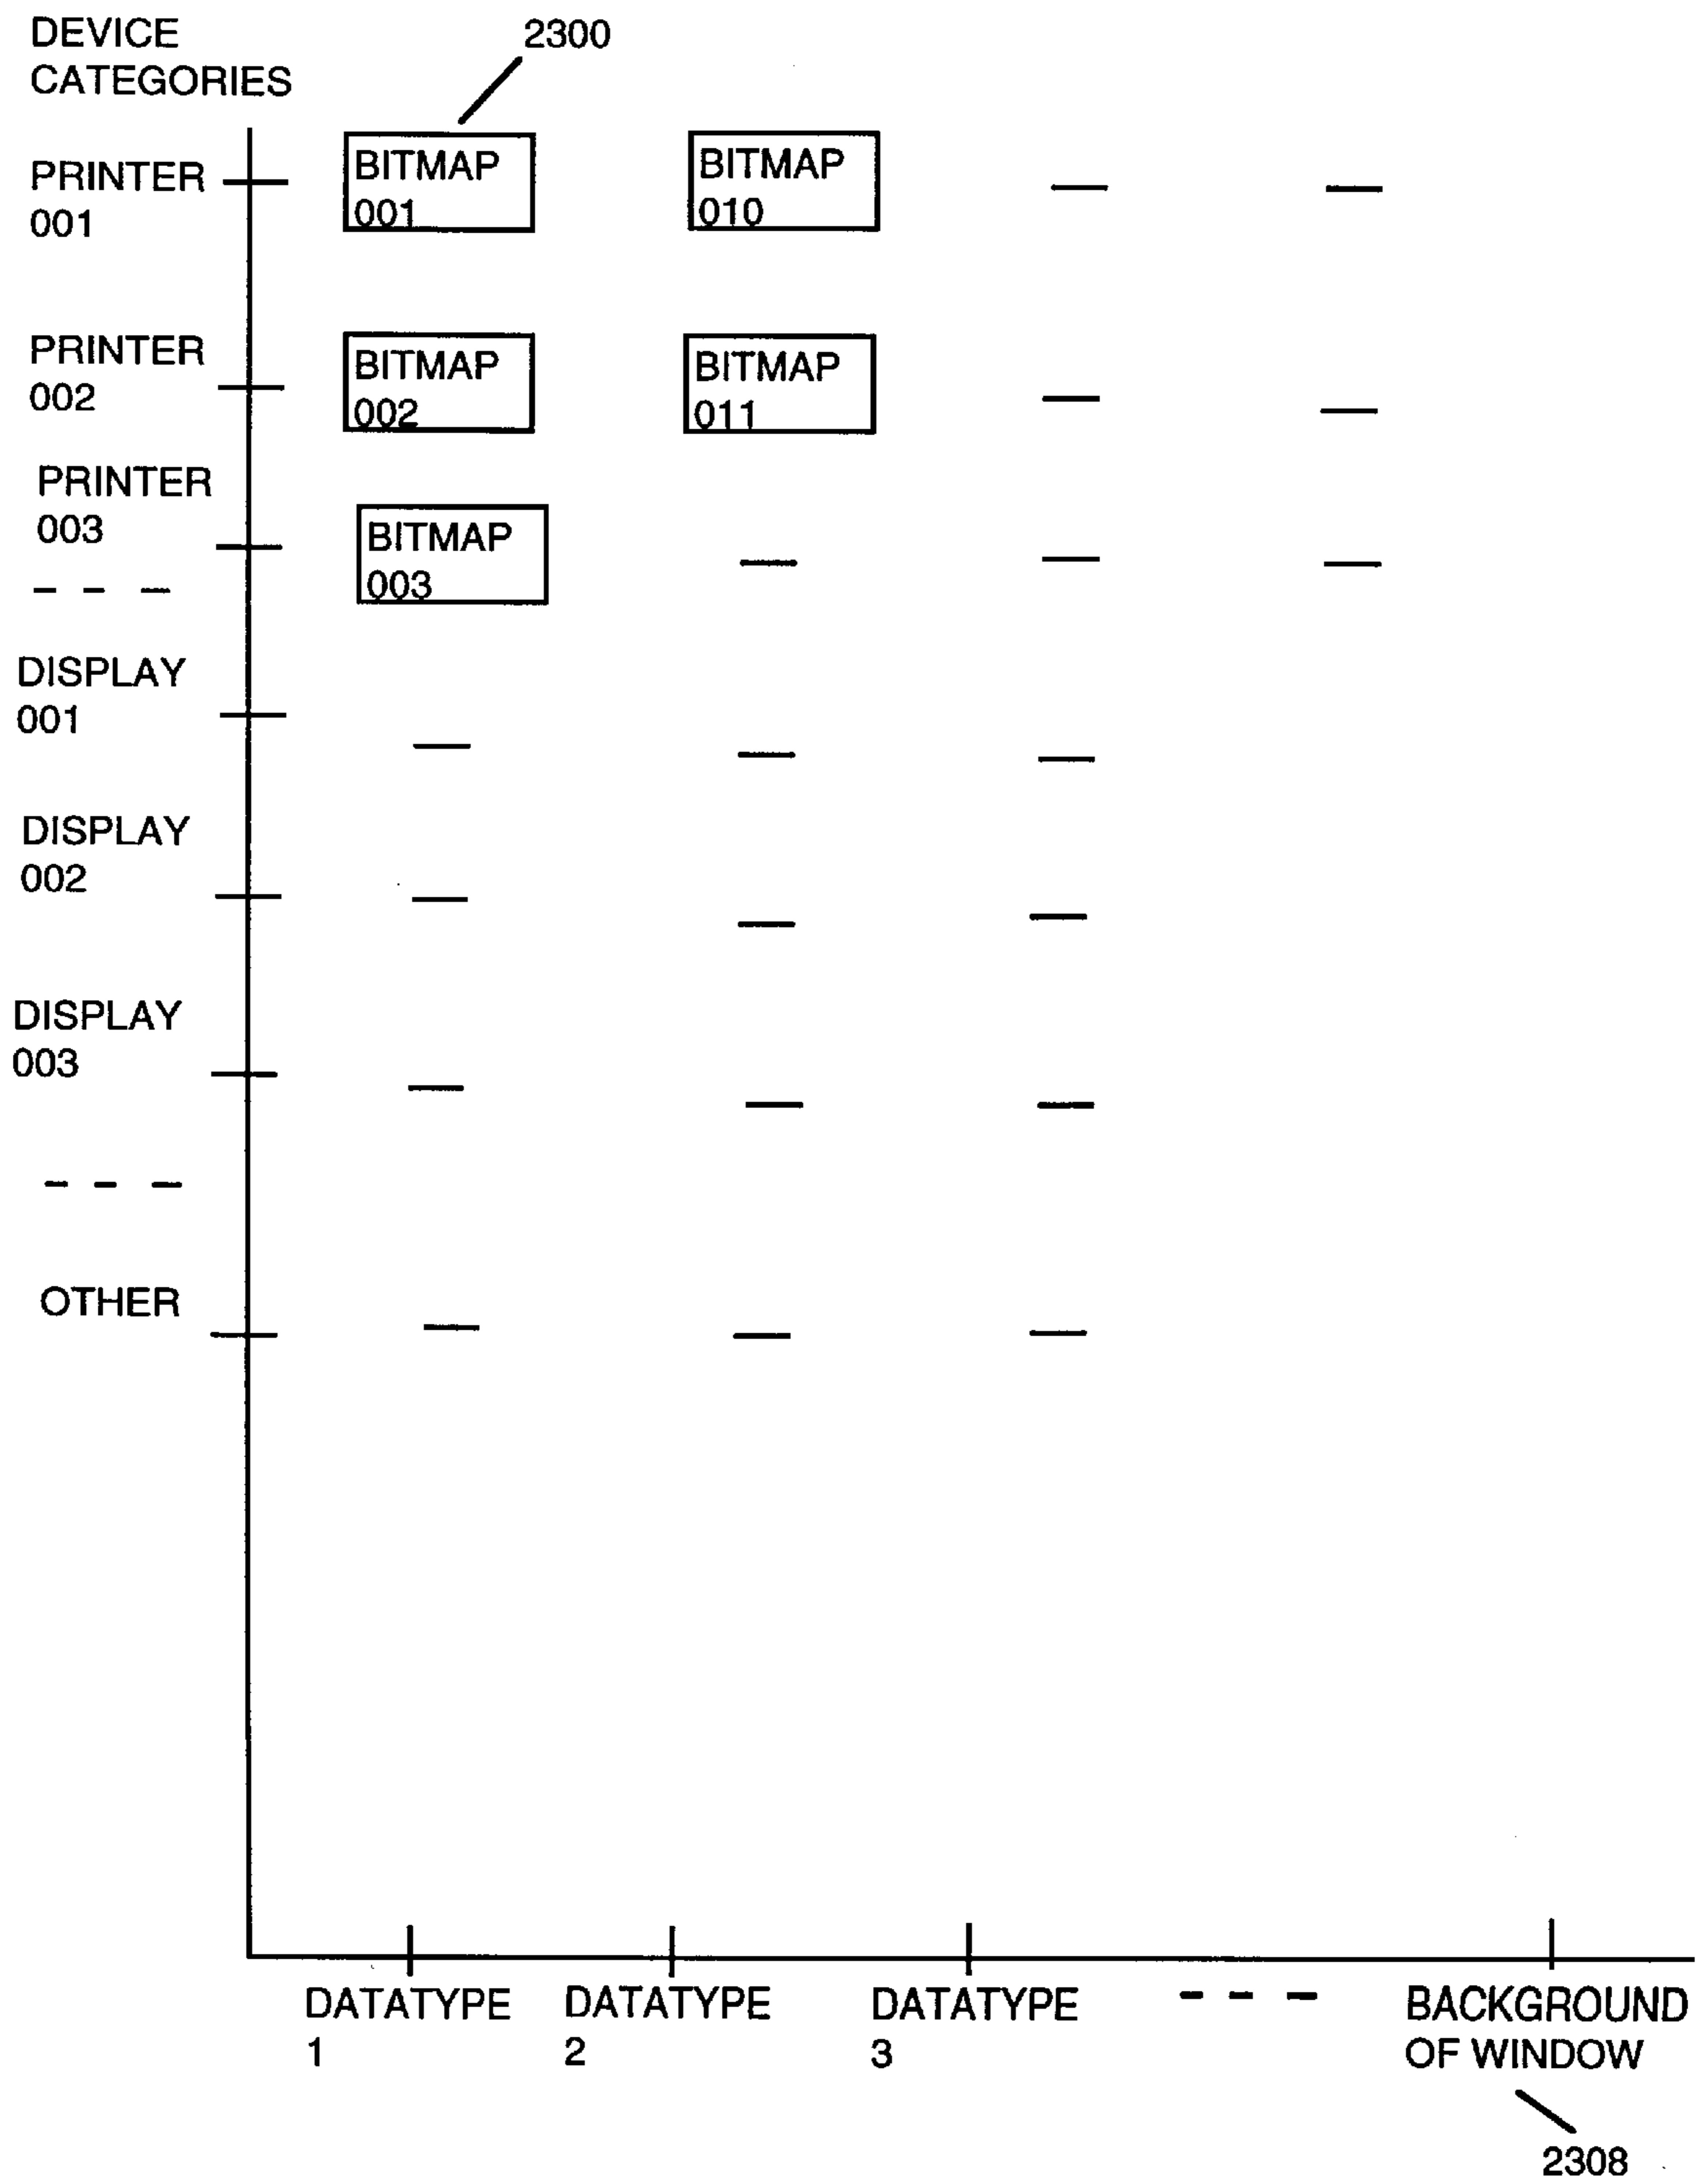 DEVICE
CATEGORIES
2300
PRINTER
001
BITMAP
001
BITMAP
010
PRINTER
002
BITMAP
002
BITMAP
011
PRINTER
003
BITMAP
003
DISPLAY
001
DISPLAY
002
DISPLAY
003
OTHER
DATATYPE
1
DATATYPE
2
DATATYPE
3
BACKGROUND
OF WINDOW
2308